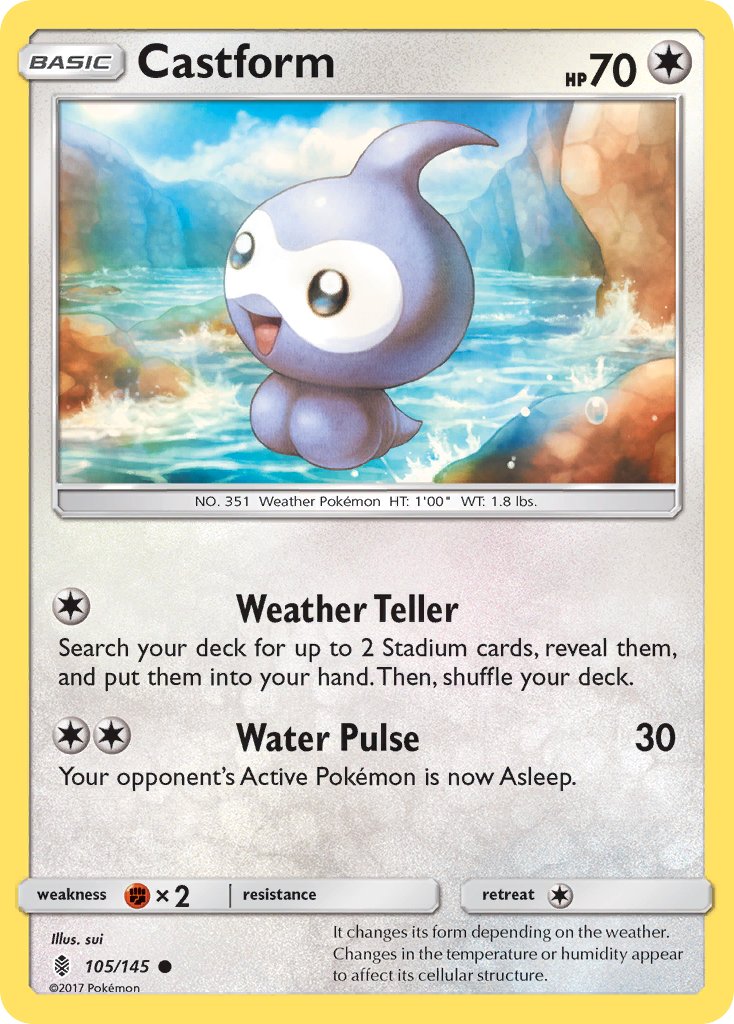 BASIC Castform HP 70
NO. 351 Weather Pokémon HT: 1'00" WT: 1.8 lbs.
Weather Teller
Search your deck for up to 2 Stadium cards, reveal them,
and put them into your hand. Then, shuffle your deck.
Water Pulse 30
Your opponent's Active Pokémon is now Asleep.
weakness × 2 resistance retreat
Illus. sui
105/145
©2017 Pokémon
It changes its form depending on the weather.
Changes in the temperature or humidity appear
to affect its cellular structure.